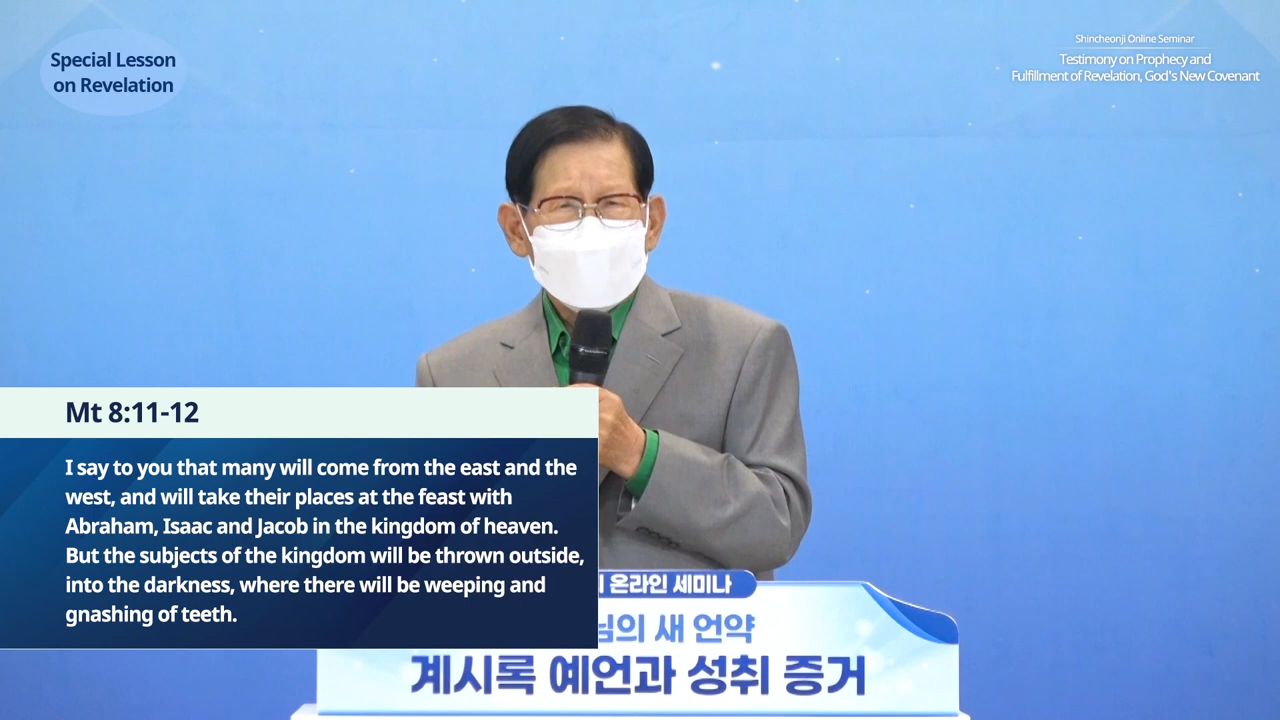 Special Lesson
on Revelation
Shincheonji Online Seminar
Testimony on Prophecy and
Fulfillment of Revelation, God's New Covenant
Mt 8:11-12
I say to you that many will come from the east and the
west, and will take their places at the feast with
Abraham, Isaac and Jacob in the kingdom of heaven.
But the subjects of the kingdom will be thrown outside,
into the darkness, where there will be weeping and
gnashing of teeth.
온라인 세미나
님의 새 언약
계시록 예언과 성취 증거